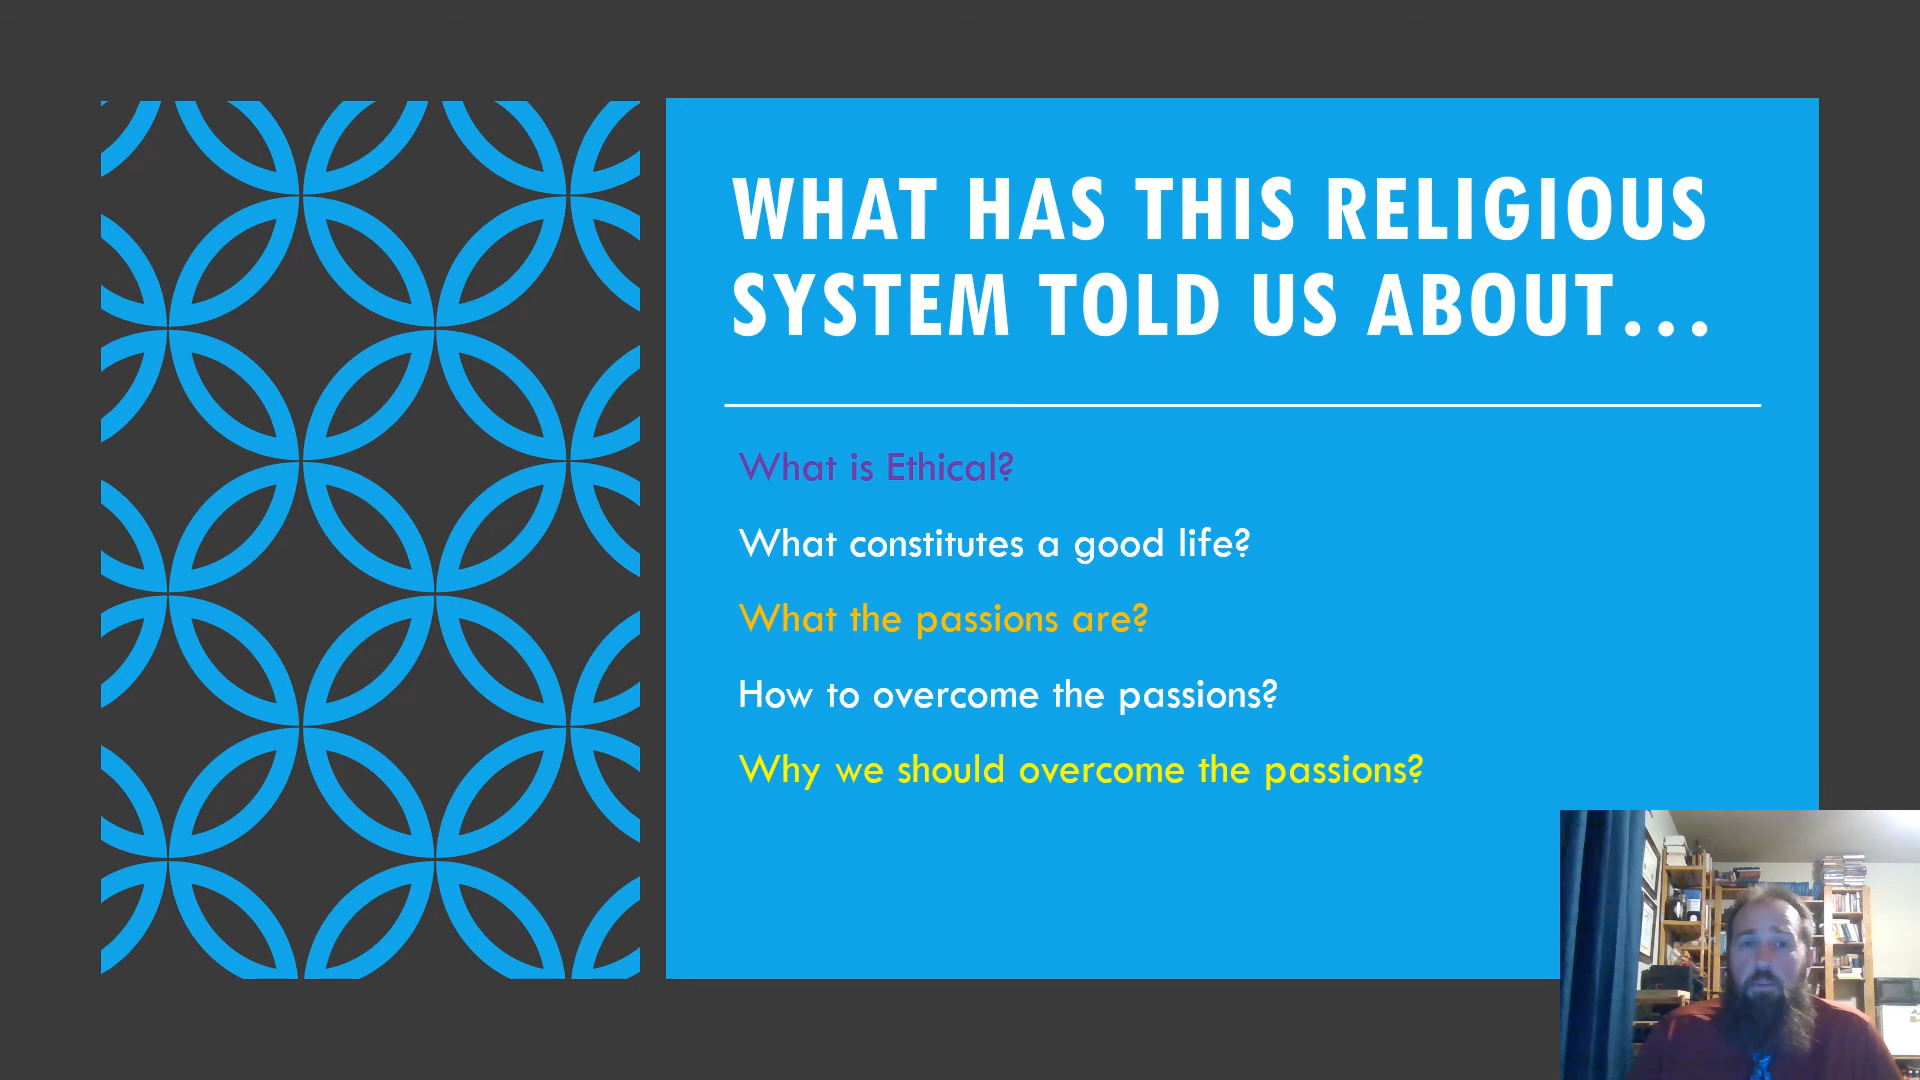 WHAT HAS THIS RELIGIOUS
SYSTEM TOLD US ABOUT...
What is Ethical?
What constitutes a good life?
What the passions are?
How to overcome the passions?
Why we should overcome the passions?